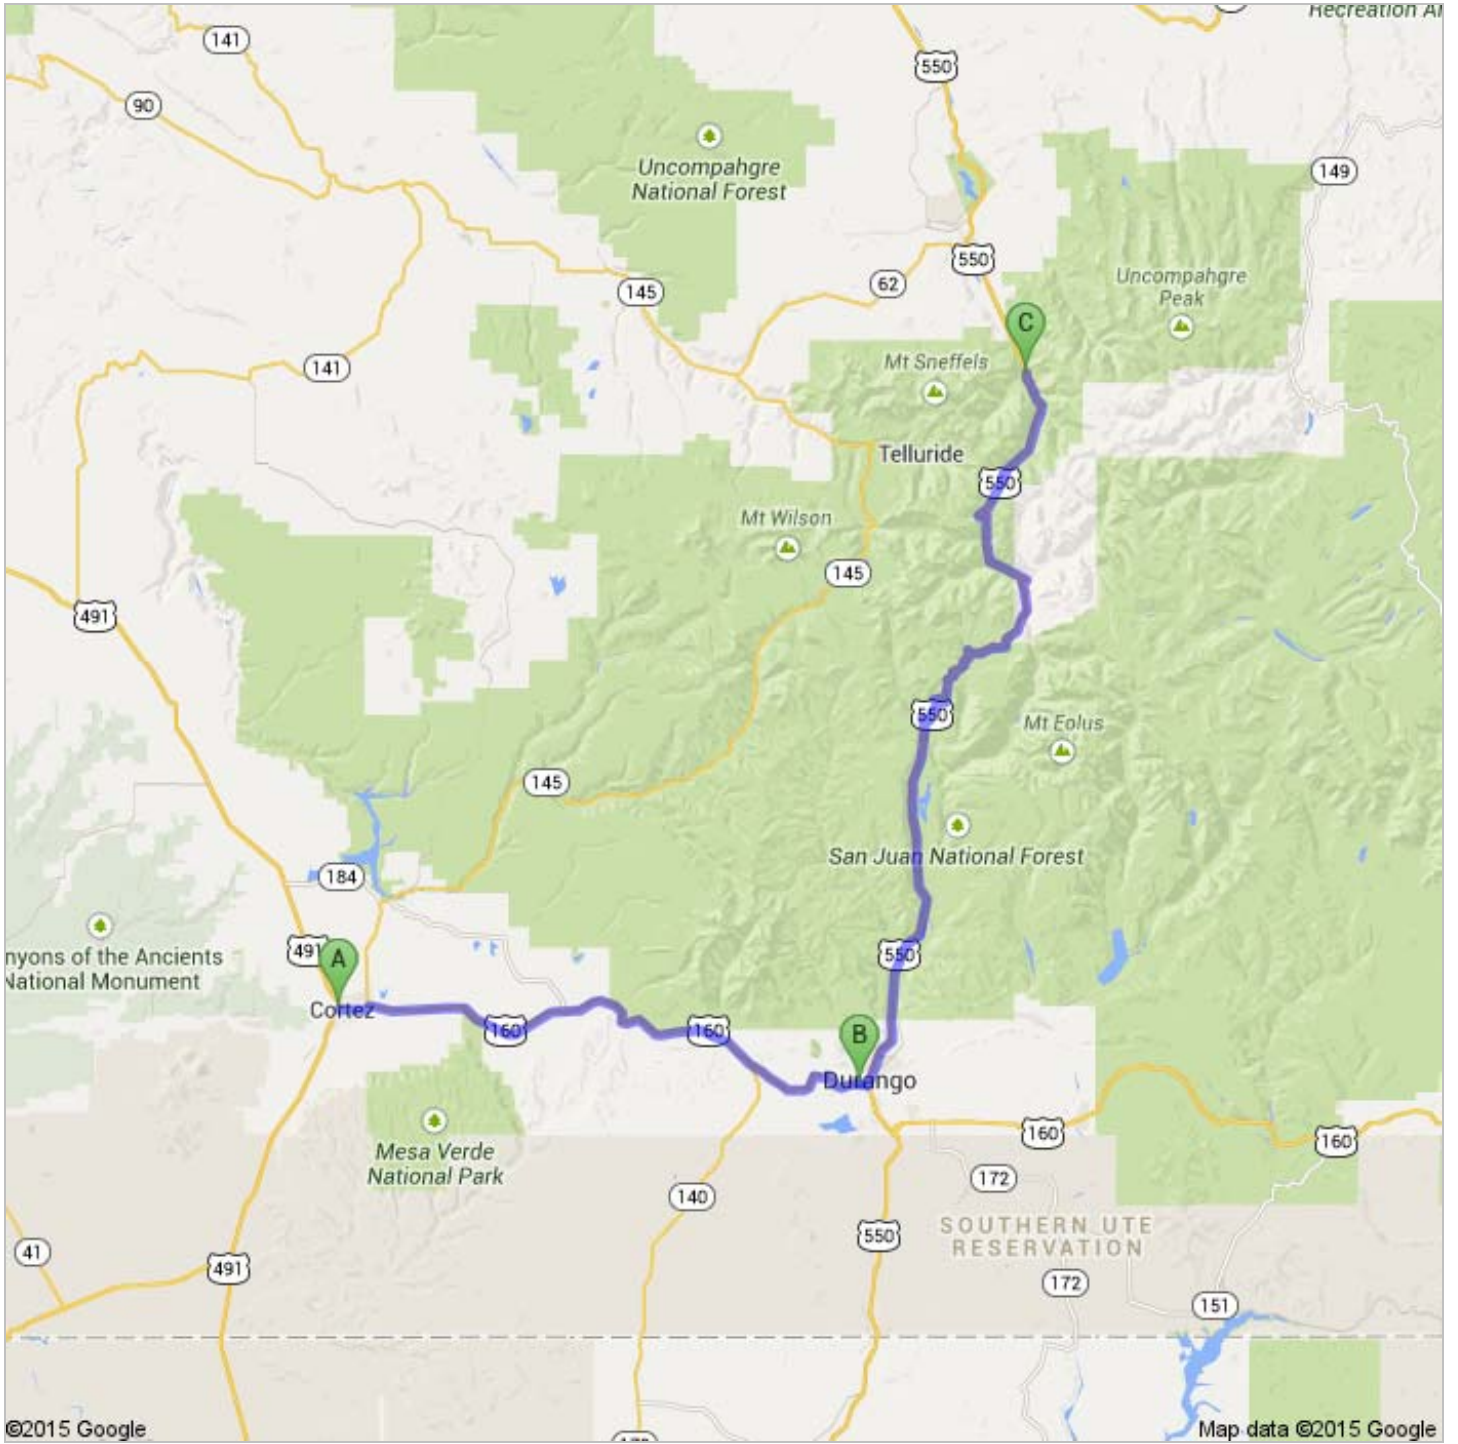 Recreation Ar
141
550
90
149
Uncompahgre
National Forest
550
Uncompahgre
Peak
62
145
C
Mt Sneffels
141
Telluride
550
Mt Wilson
145
491
550
Mt Eolus
145
San Juan National Forest
184
491
A
nyons of the Ancients
National Monument
550
Cortez
160
160
B
Durango
160
160
Mesa Verde
National Park
172
140
SOUTHERN UTE
RESERVATION
550
41
491
172
151
©2015 Google
Map data ©2015 Google